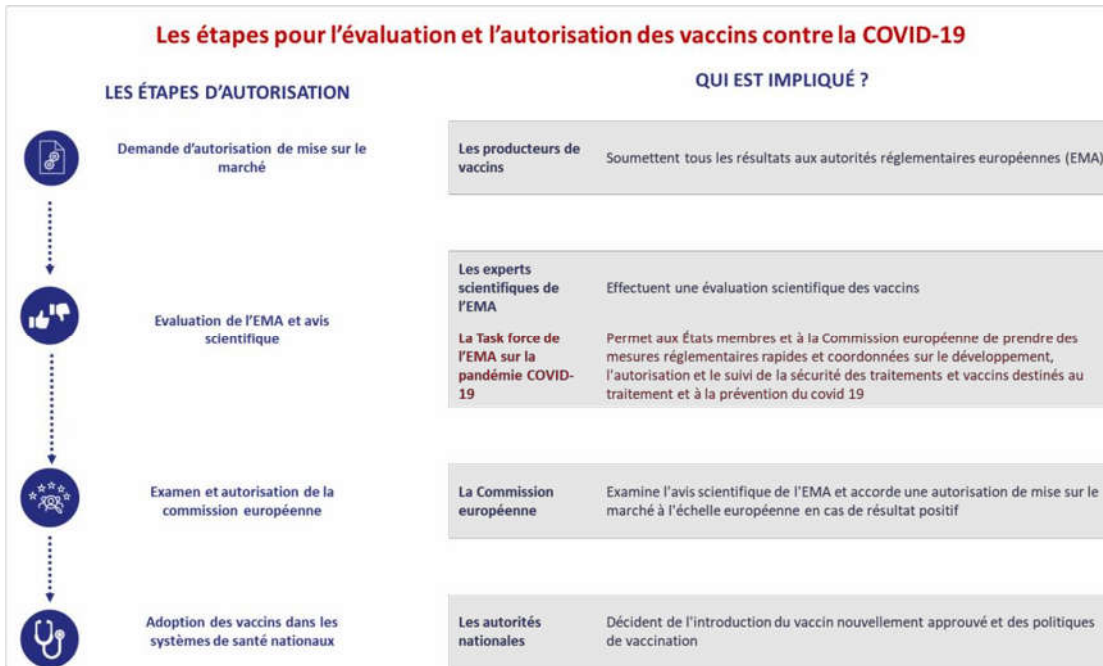 Les étapes pour l'évaluation et l'autorisation des vaccins contre la COVID-19
LES ÉTAPES D'AUTORISATION
QUI EST IMPLIQUÉ ?
Demande d'autorisation de mise sur le
marché
Les producteurs de
vaccins
Soumettent tous les résultats aux autorités réglementaires européennes (EMA)
Evaluation de l'EMA et avis
scientifique
Les experts
scientifiques de
l'EMA
Effectuent une évaluation scientifique des vaccins
La Task force de
l'EMA sur la
pandémie COVID-
19
Permet aux États membres et à la Commission européenne de prendre des
mesures réglementaires rapides et coordonnées sur le développement,
l'autorisation et le suivi de la sécurité des traitements et vaccins destinés au
traitement et à la prévention du covid 19
Examen et autorisation de la
commission européenne
La Commission
européenne
Examine l'avis scientifique de l'EMA et accorde une autorisation de mise sur le
marché à l'échelle européenne en cas de résultat positif
Adoption des vaccins dans les
systèmes de santé nationaux
Les autorités
nationales
Décident de l'introduction du vaccin nouvellement approuvé et des politiques
de vaccination